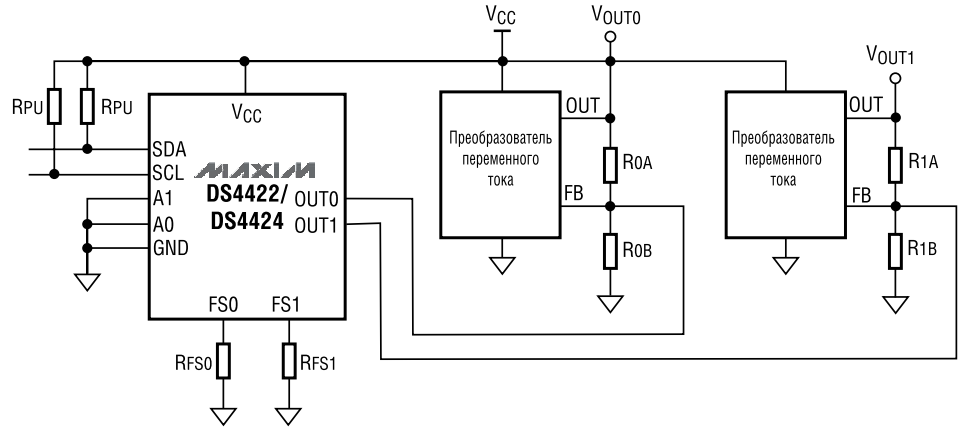 VCC
VOUT0
VOUT1
RPU
RPU
VCC
SDA
SCL
A1
A0
GND
MAXIM
DS4422/
DS4424
OUT0
OUT1
FS0
FS1
RFS0
RFS1
Преобразователь
переменного
тока
OUT
FB
R0A
R0B
Преобразователь
переменного
тока
OUT
FB
R1A
R1B